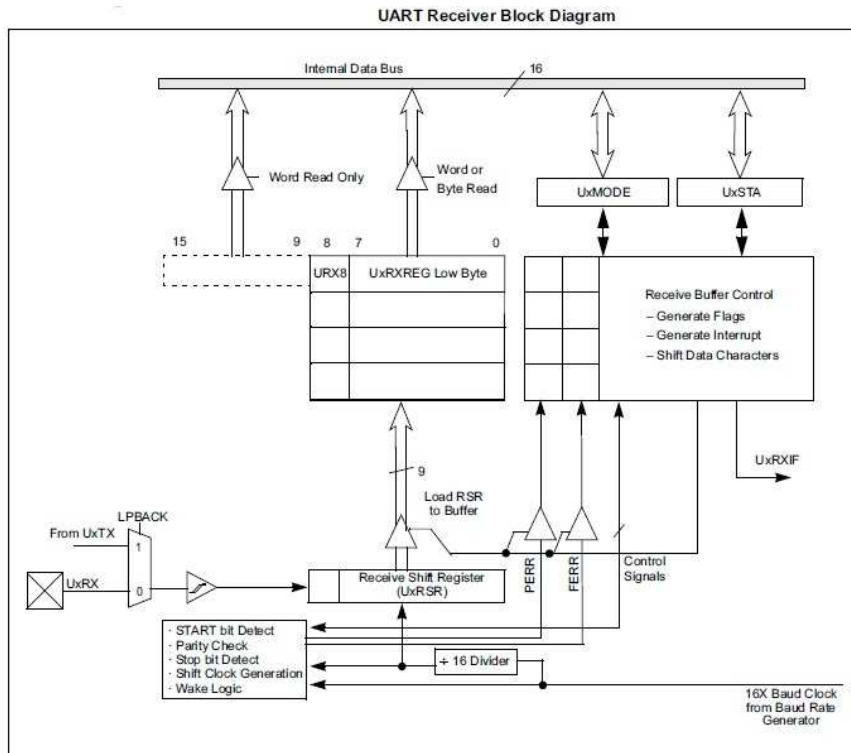 UART Receiver Block Diagram
Internal Data Bus
16
Word Read Only
Word or
Byte Read
UxMODE
UxSTA
15
9
8
7
0
URX8
UxRXREG Low Byte
Receive Buffer Control
– Generate Flags
– Generate Interrupt
– Shift Data Characters
9
UxRXIF
Load RSR
to Buffer
LPBACK
From UxTX
1
UxRX
0
Control
Signals
PERR
FERR
Receive Shift Register
(UxRSR)
· START bit Detect
· Parity Check
· Stop bit Detect
· Shift Clock Generation
· Wake Logic
÷ 16 Divider
16X Baud Clock
from Baud Rate
Generator